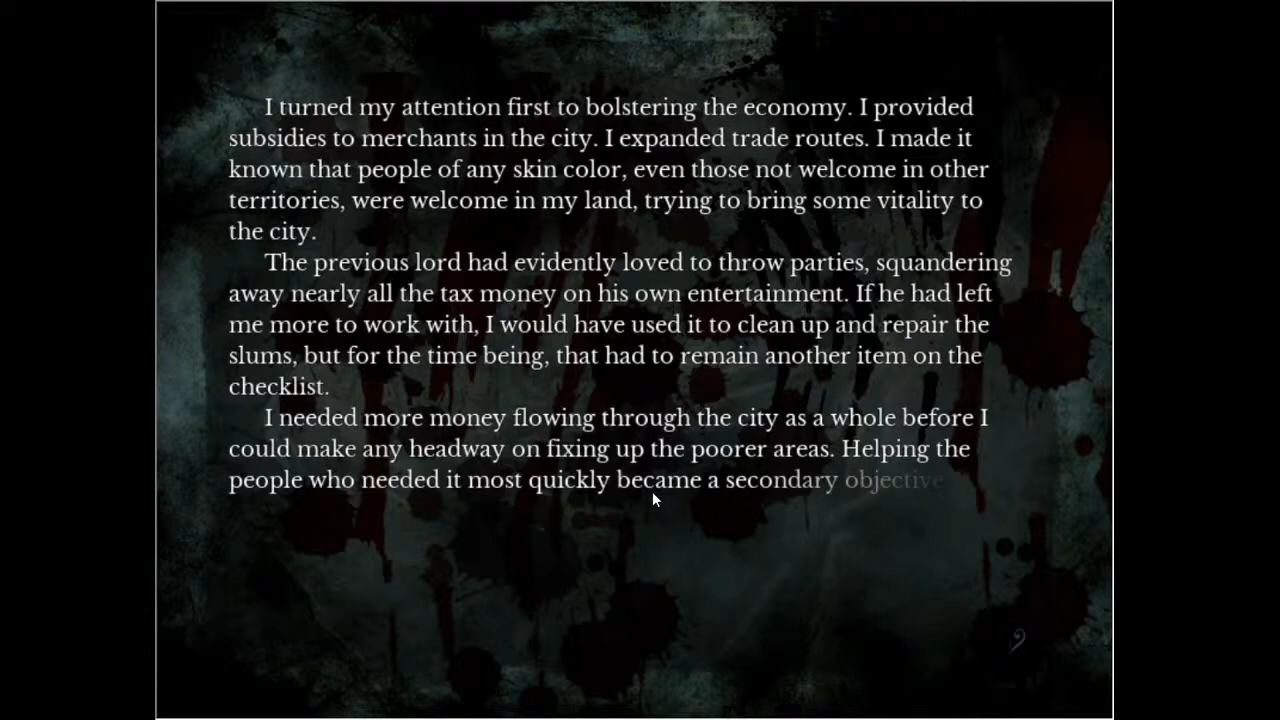 I turned my attention first to bolstering the economy. I provided
subsidies to merchants in the city. I expanded trade routes. I made it
known that people of any skin color, even those not welcome in other
territories, were welcome in my land, trying to bring some vitality to
the city.
The previous lord had evidently loved to throw parties, squandering
away nearly all the tax money on his own entertainment. If he had left
me more to work with, I would have used it to clean up and repair the
slums, but for the time being, that had to remain another item on the
checklist.
I needed more money flowing through the city as a whole before I
could make any headway on fixing up the poorer areas. Helping the
people who needed it most quickly became a secondary objective